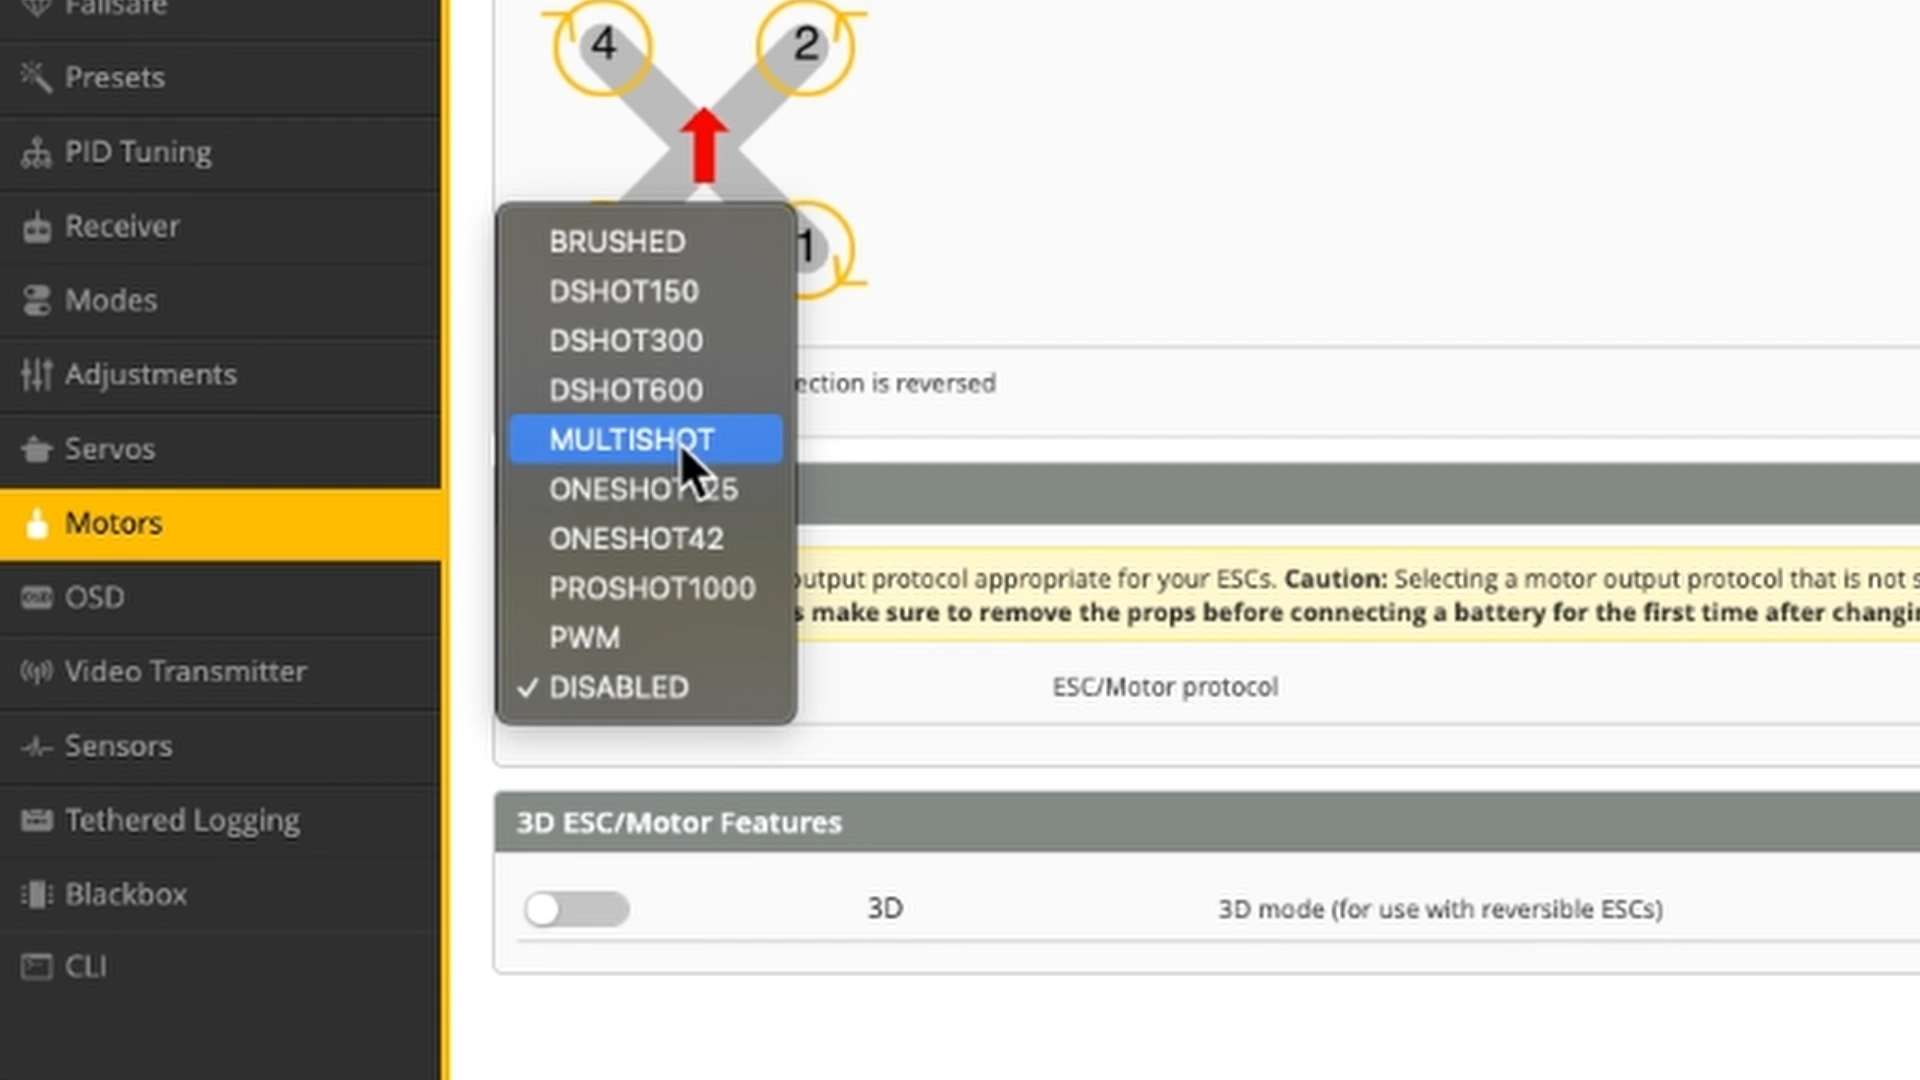 Failsafe
Presets
PID Tuning
Receiver
Modes
Adjustments
Servos
Motors
OSD
Video Transmitter
Sensors
Tethered Logging
Blackbox
CLI
4
2
1
BRUSHED
DSHOT150
DSHOT300
DSHOT600
MULTISHOT
ONESHOT125
ONESHOT42
PROSHOT1000
PWM
✓ DISABLED
is reversed
output protocol appropriate for your ESCs. Caution: Selecting a motor output protocol that is not
make sure to remove the props before connecting a battery for the first time after
ESC/Motor protocol
3D ESC/Motor Features
3D
3D mode (for use with reversible ESCs)